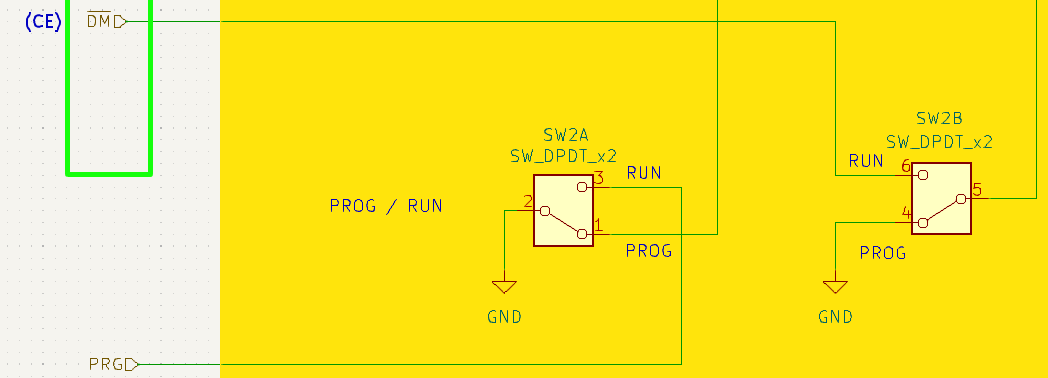 (CE) DM
SW2A
SW_DPDT_x2
3 RUN
2
1
PROG
PROG / RUN
GND
SW2B
SW_DPDT_x2
RUN 6
5
4
PROG
GND
PRG